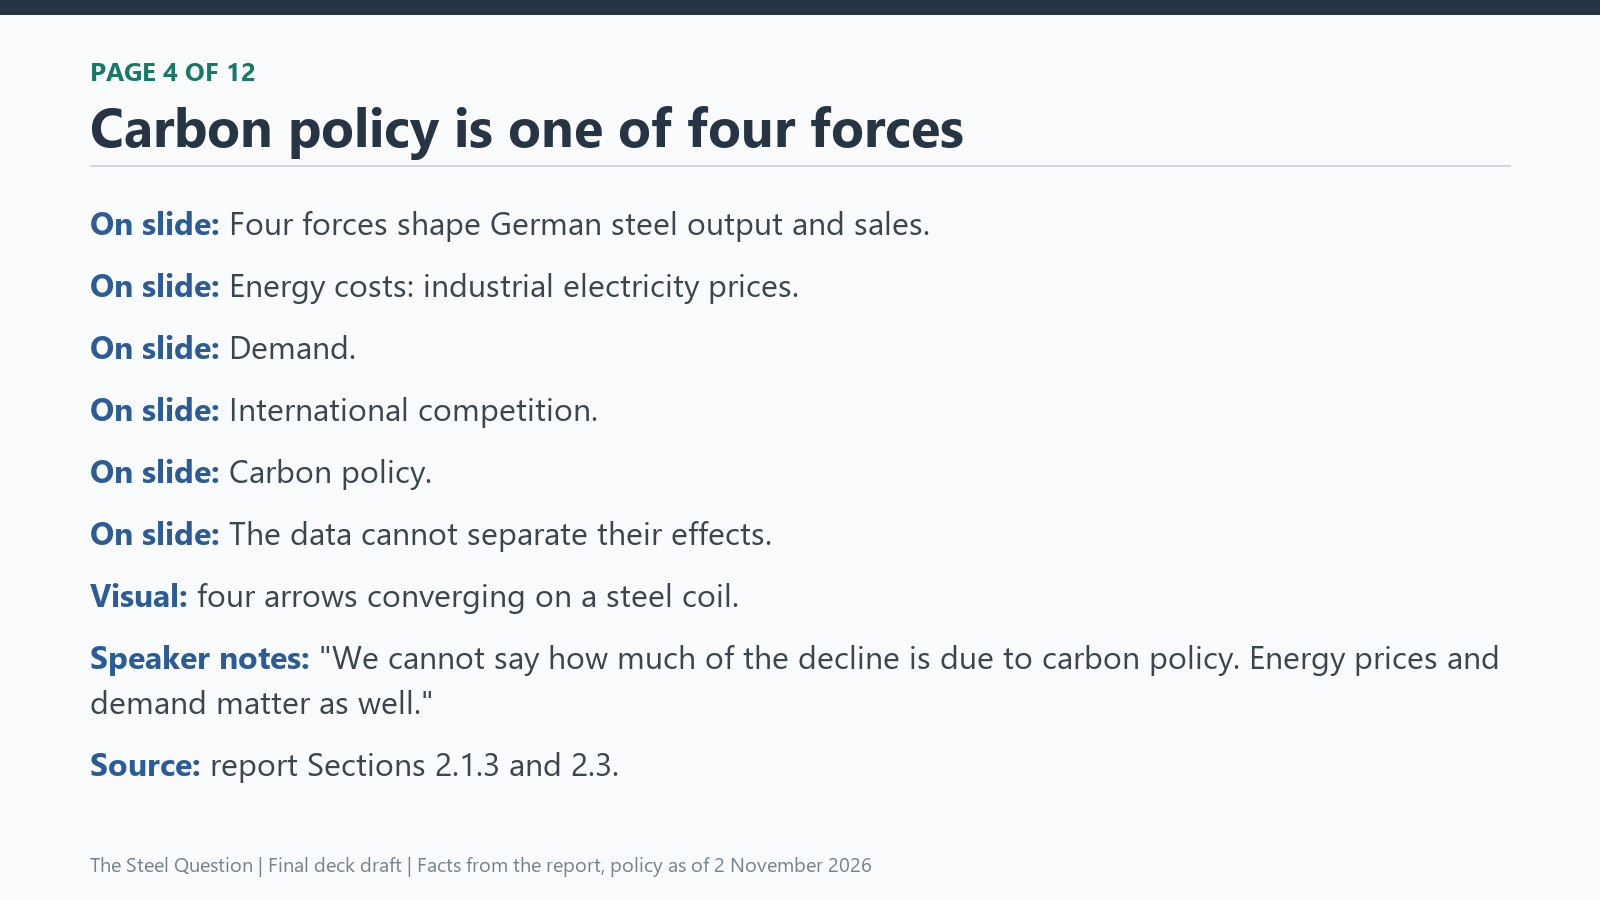 PAGE 4 OF 12
Carbon policy is one of four forces
On slide: Four forces shape German steel output and sales.
On slide: Energy costs: industrial electricity prices.
On slide: Demand.
On slide: International competition.
On slide: Carbon policy.
On slide: The data cannot separate their effects.
Visual: four arrows converging on a steel coil.
Speaker notes: "We cannot say how much of the decline is due to carbon policy. Energy prices and
demand matter as well."
Source: report Sections 2.1.3 and 2.3.
The Steel Question | Final deck draft | Facts from the report, policy as of 2 November 2026